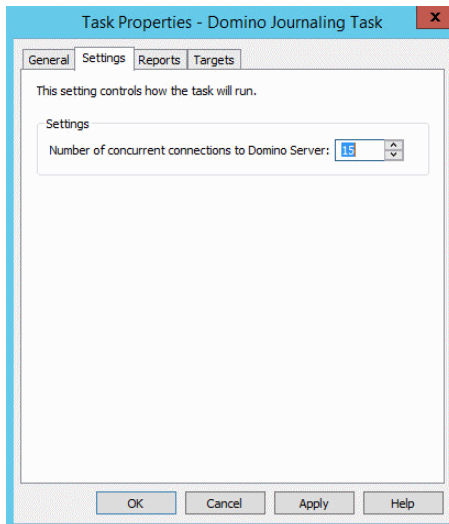 Task Properties - Domino Journaling Task
x
General Settings Reports Targets
This setting controls how the task will run.
Settings
Number of concurrent connections to Domino Server: 15
OK Cancel Apply Help